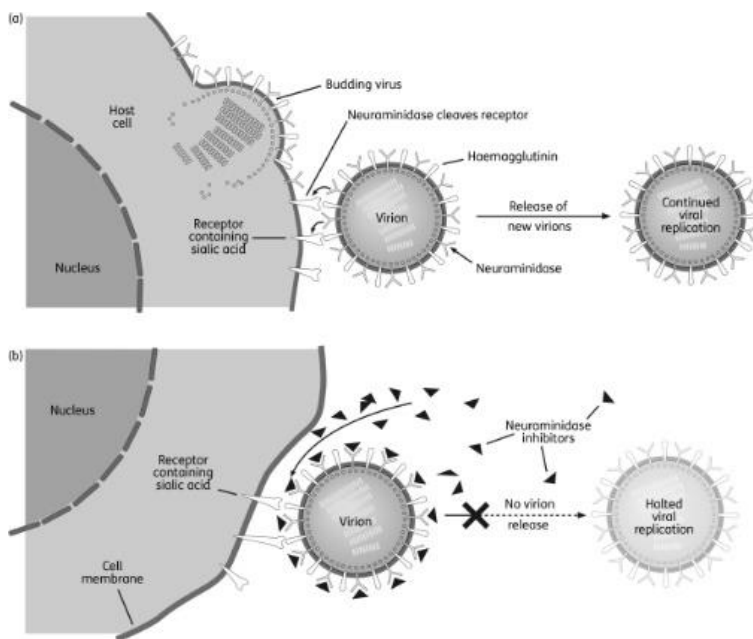 (a)
Budding virus
Host
cell
Neuraminidase cleaves receptor
Haemagglutinin
Virion
Release of
new virions
Continued
viral
replication
Receptor
containing
sialic acid
Neuraminidase
Nucleus
(b)
Nucleus
Neuraminidase
inhibitors
Receptor
containing
sialic acid
Virion
No virion
release
Halted
viral
replication
Cell
membrane